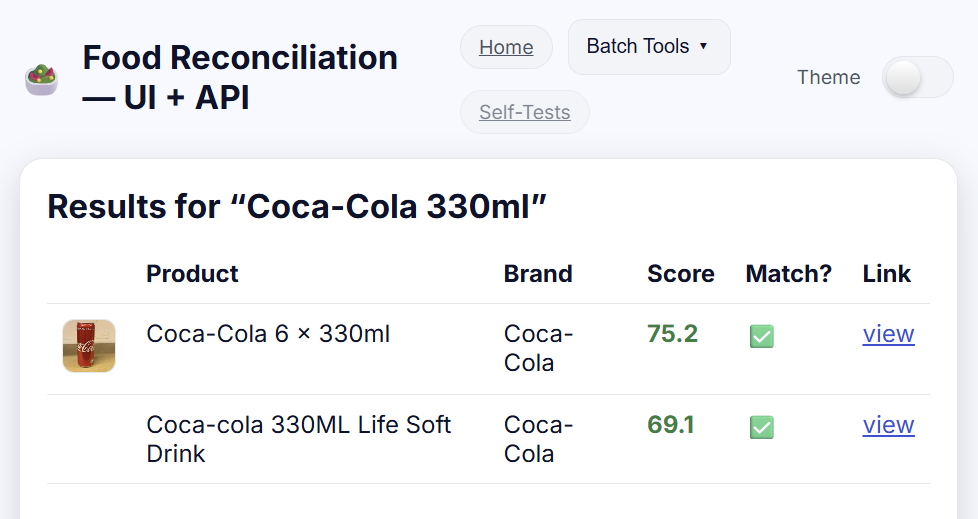 Food Reconciliation
— UI + API
Home
Batch Tools ▼
Self-Tests
Theme
Results for “Coca-Cola 330ml”
Product Brand Score Match? Link
Coca-Cola 6 × 330ml Coca-
Cola 75.2 ✅ view
Coca-cola 330ML Life Soft
Drink Coca-
Cola 69.1 ✅ view